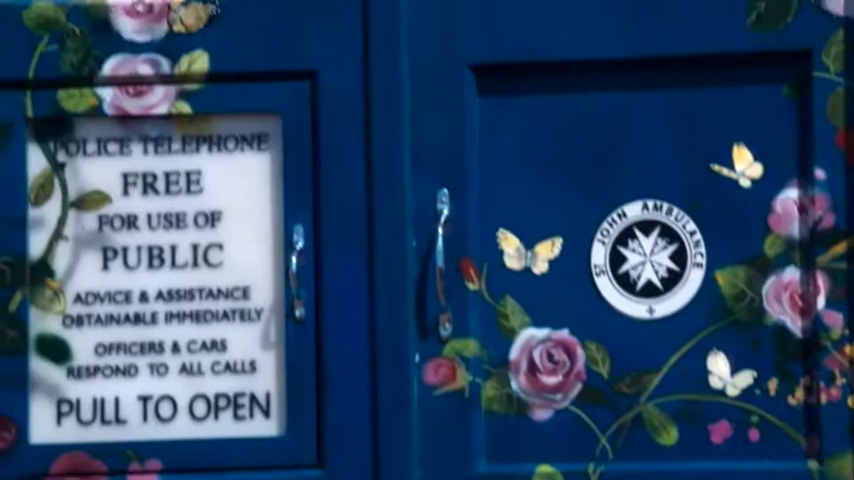 POLICE TELEPHONE
FREE
FOR USE OF
PUBLIC
ADVICE & ASSISTANCE
OBTAINABLE IMMEDIATELY
OFFICERS & CARS
RESPOND TO ALL CALLS
PULL TO OPEN
ST JOHN AMBULANCE